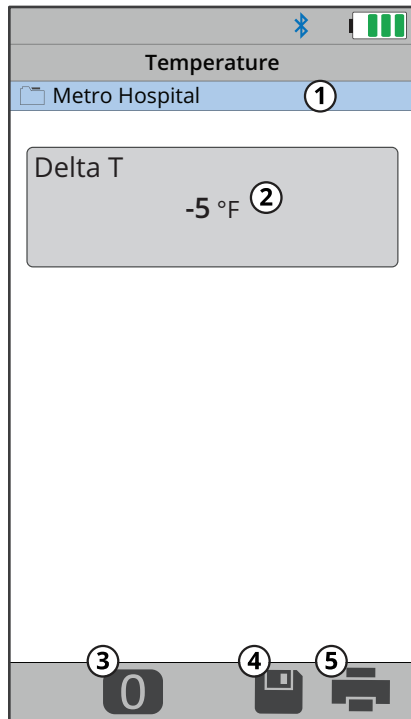 Temperature
Metro Hospital ①
Delta T
-5 °F ②
③ ④ ⑤
0